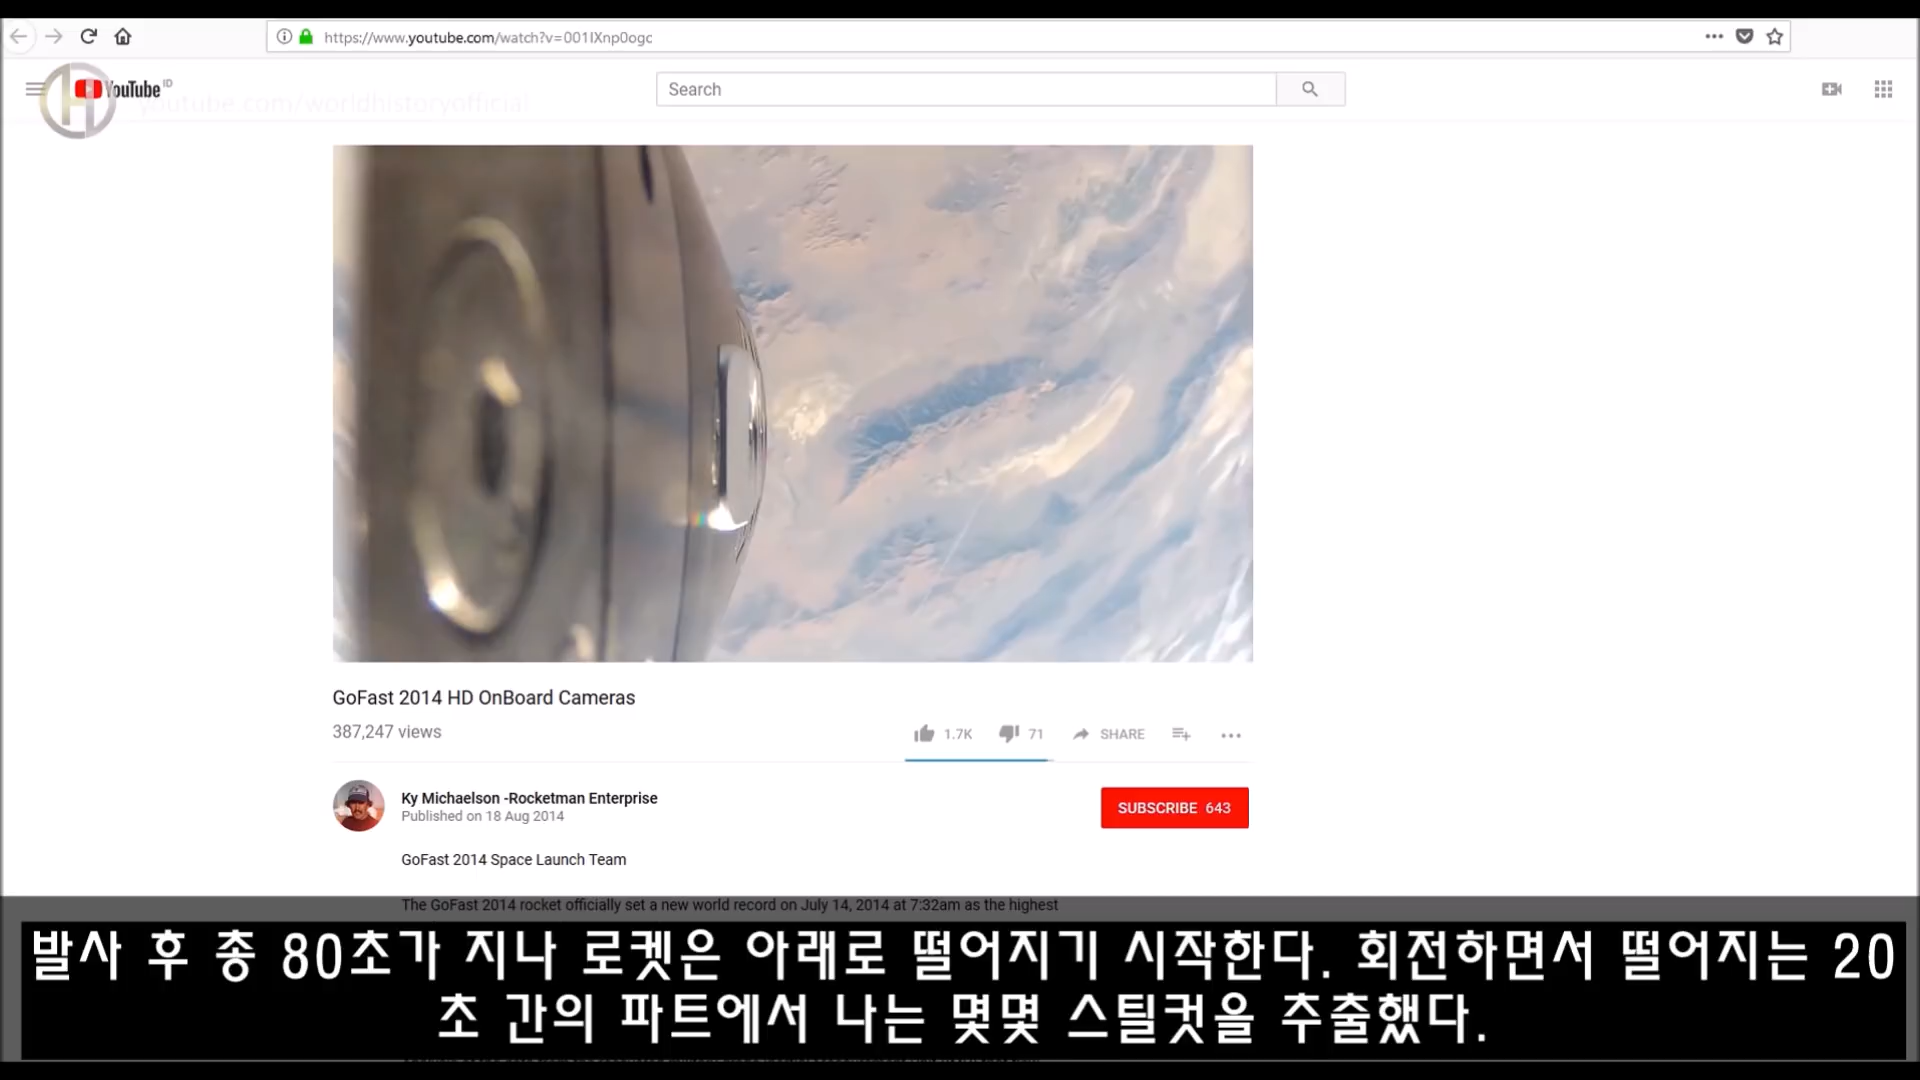 https://www.youtube.com/watch?v=001IXnp0ogc
YouTube ID
youtube.com/worldhistoryofficial
Search
GoFast 2014 HD OnBoard Cameras
387,247 views
1.7K 71 SHARE
Ky Michaelson -Rocketman Enterprise
Published on 18 Aug 2014
SUBSCRIBE 643
GoFast 2014 Space Launch Team
The GoFast 2014 rocket officially set a new world record on July 14, 2014 at 7:32am as the highest
발사 후 총 80초가 지나 로켓은 아래로 떨어지기 시작한다. 회전하면서 떨어지는 20
초 간의 파트에서 나는 몇몇 스틸컷을 추출했다.